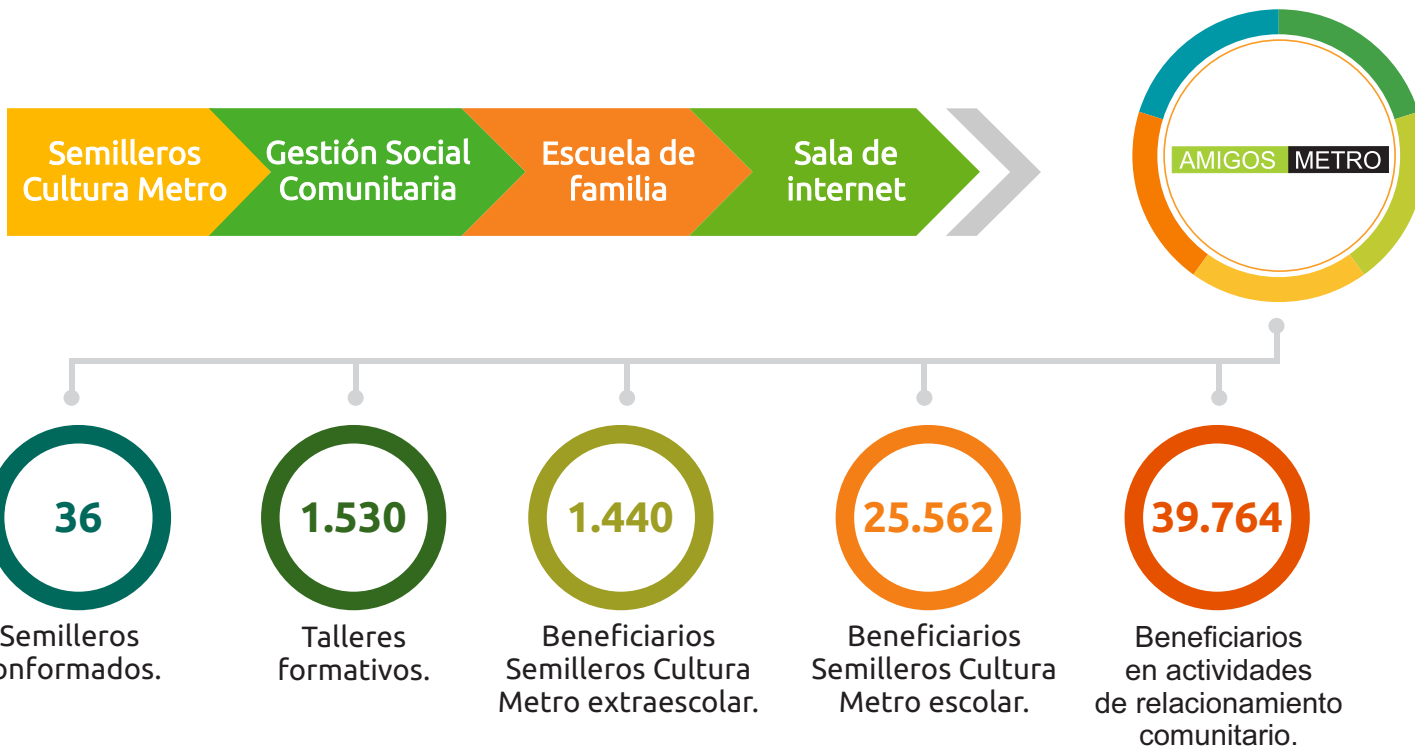 Semilleros
Cultura Metro
Gestión Social
Comunitaria
Escuela de
familia
Sala de
internet
AMIGOS METRO
36
Semilleros
onformados.
1.530
Talleres
formativos.
1.440
Beneficiarios
Semilleros Cultura
Metro extraescolar.
25.562
Beneficiarios
Semilleros Cultura
Metro escolar.
39.764
Beneficiarios
en actividades
de relacionamiento
comunitario.